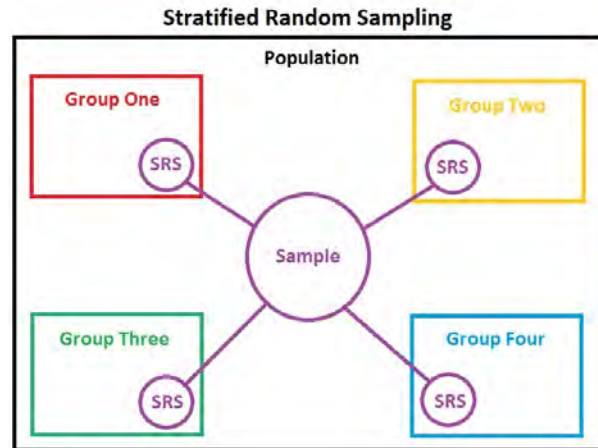 Stratified Random Sampling
Population
Group One
SRS
Group Two
SRS
Sample
Group Three
SRS
Group Four
SRS